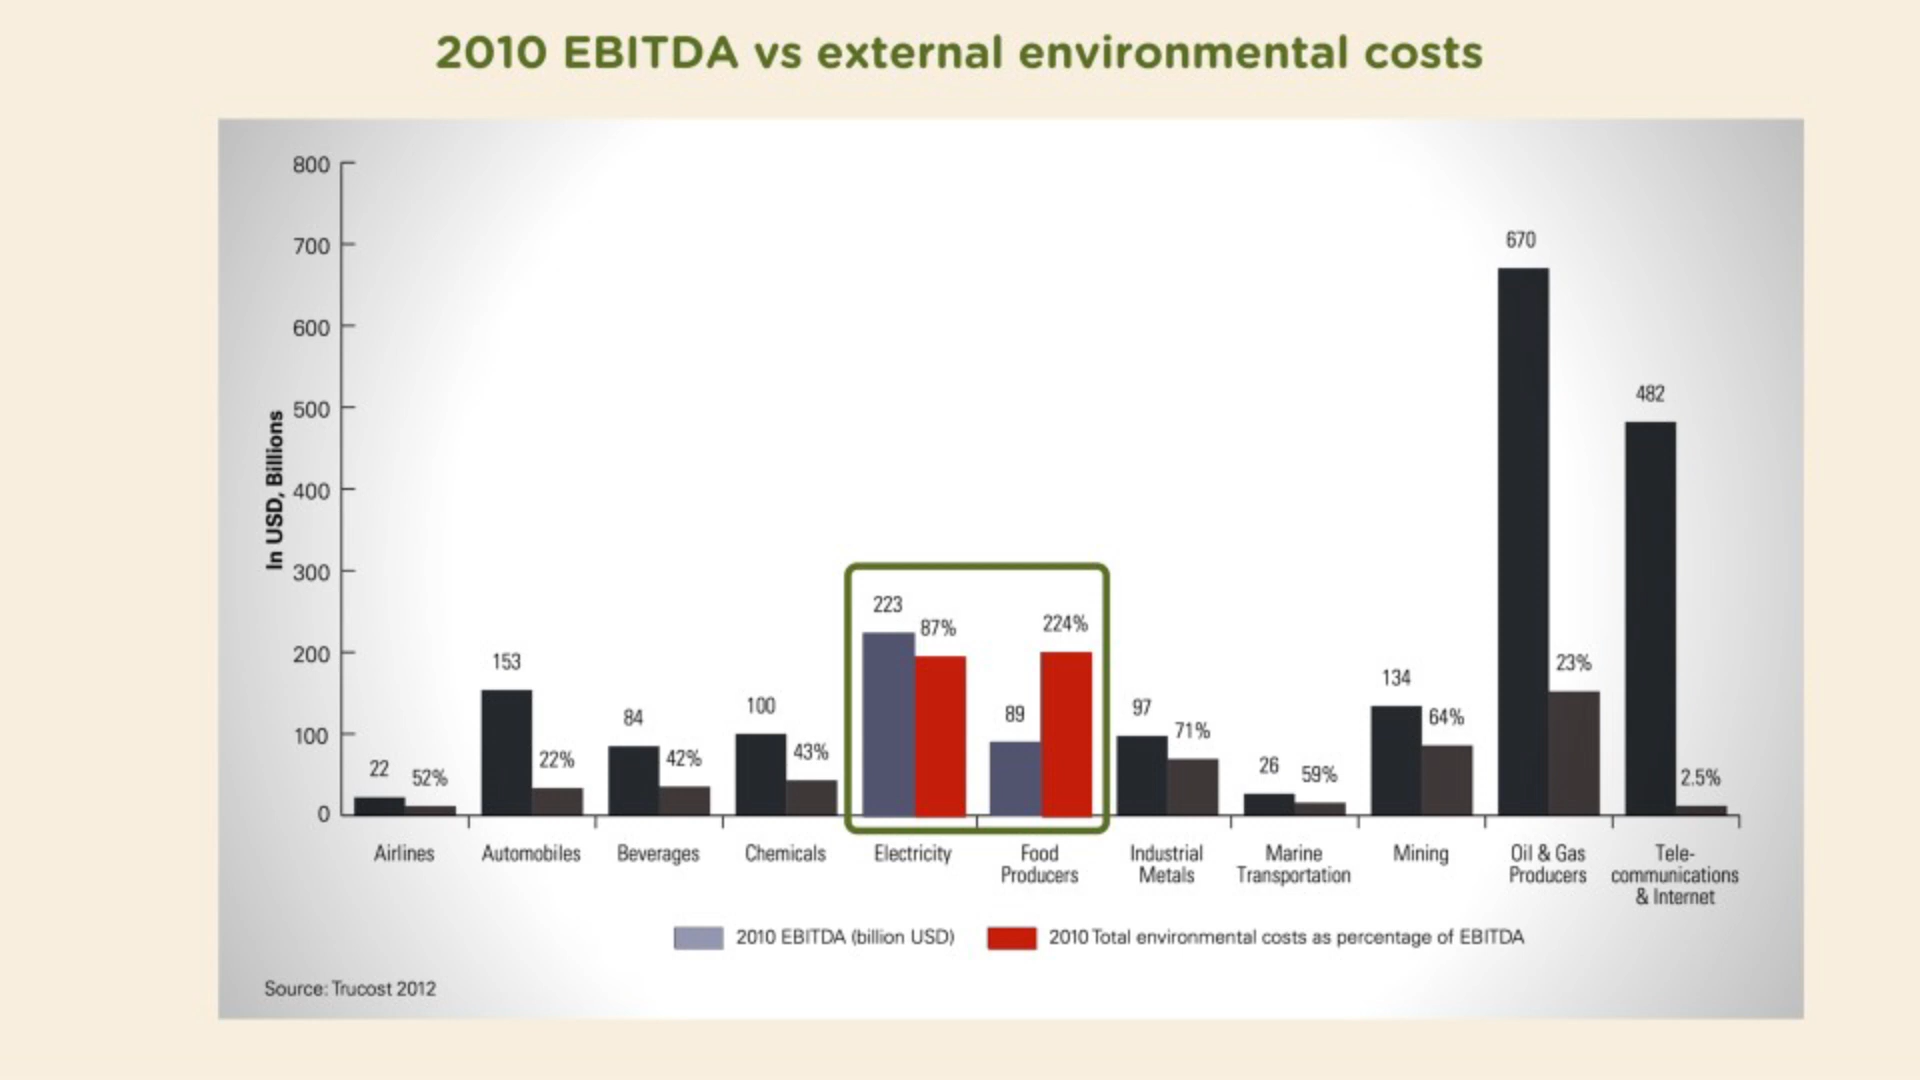 2010 EBITDA vs external environmental costs
In USD, Billions
800
700
600
500
400
300
200
100
0
22
52%
153
22%
84
42%
100
43%
223
87%
89
224%
97
71%
26
59%
134
64%
670
23%
482
2.5%
Airlines
Automobiles
Beverages
Chemicals
Electricity
Food
Producers
Industrial
Metals
Marine
Transportation
Mining
Oil & Gas
Producers
Tele-
communications
& Internet
2010 EBITDA (billion USD)
2010 Total environmental costs as percentage of EBITDA
Source: Trucost 2012